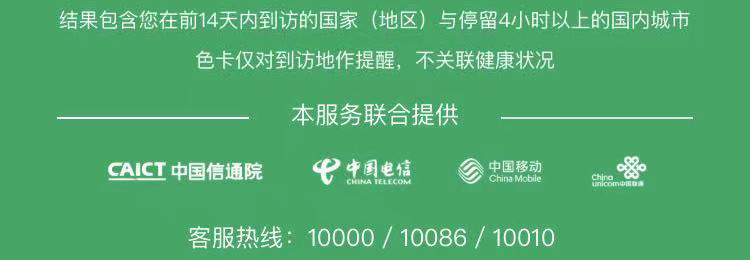 结果包含您在前14天内到访的国家（地区）与停留4小时以上的国内城市
色卡仅对到访地作提醒，不关联健康状况
本服务联合提供
CAICT 中国信通院
中国电信
CHINA TELECOM
中国移动
China Mobile
China
unicom中国联通
客服热线：10000 / 10086 / 10010